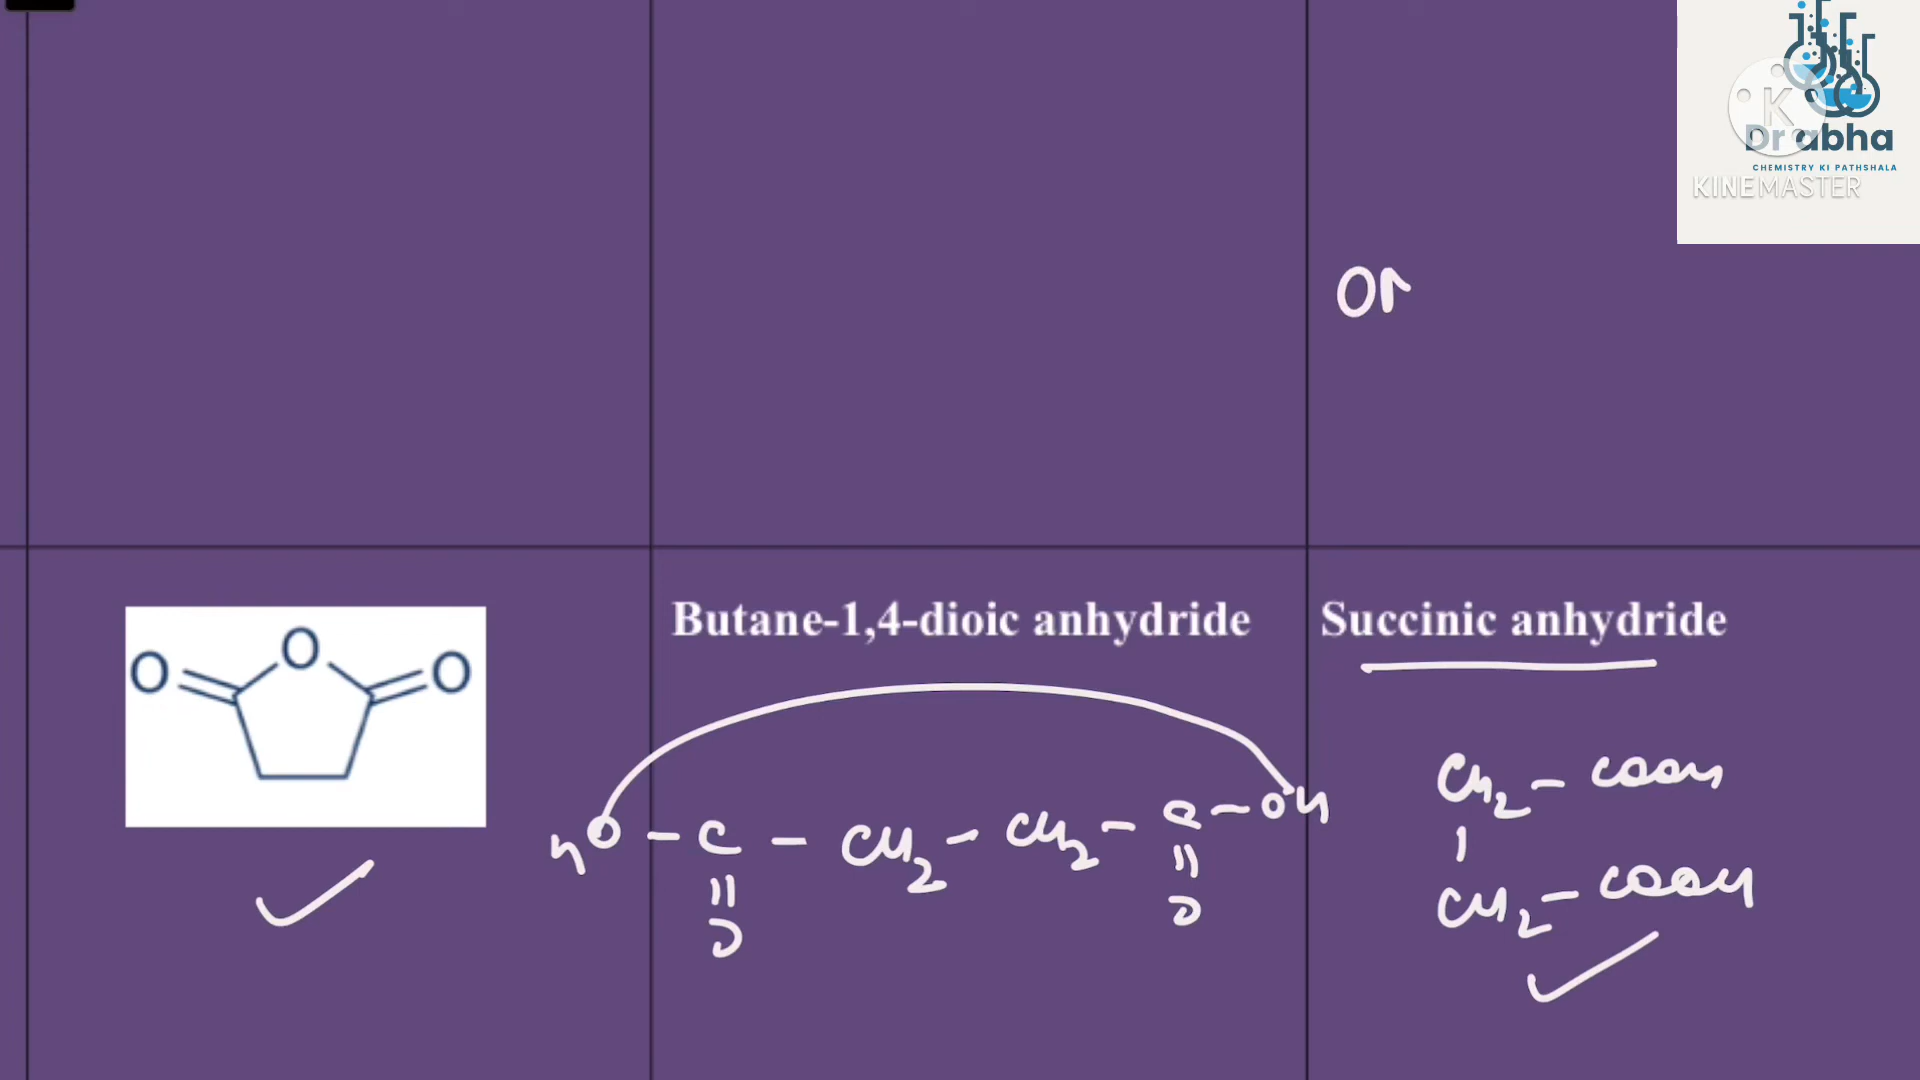 Dr abha
CHEMISTRY KI PATHSHALA
K
KINEMASTER
or
Butane-1,4-dioic anhydride
Succinic anhydride
O
O
O
HO - C - CH2 - CH2 - C - OH
||
O
||
O
CH2 - COOH
|
CH2 - COOH